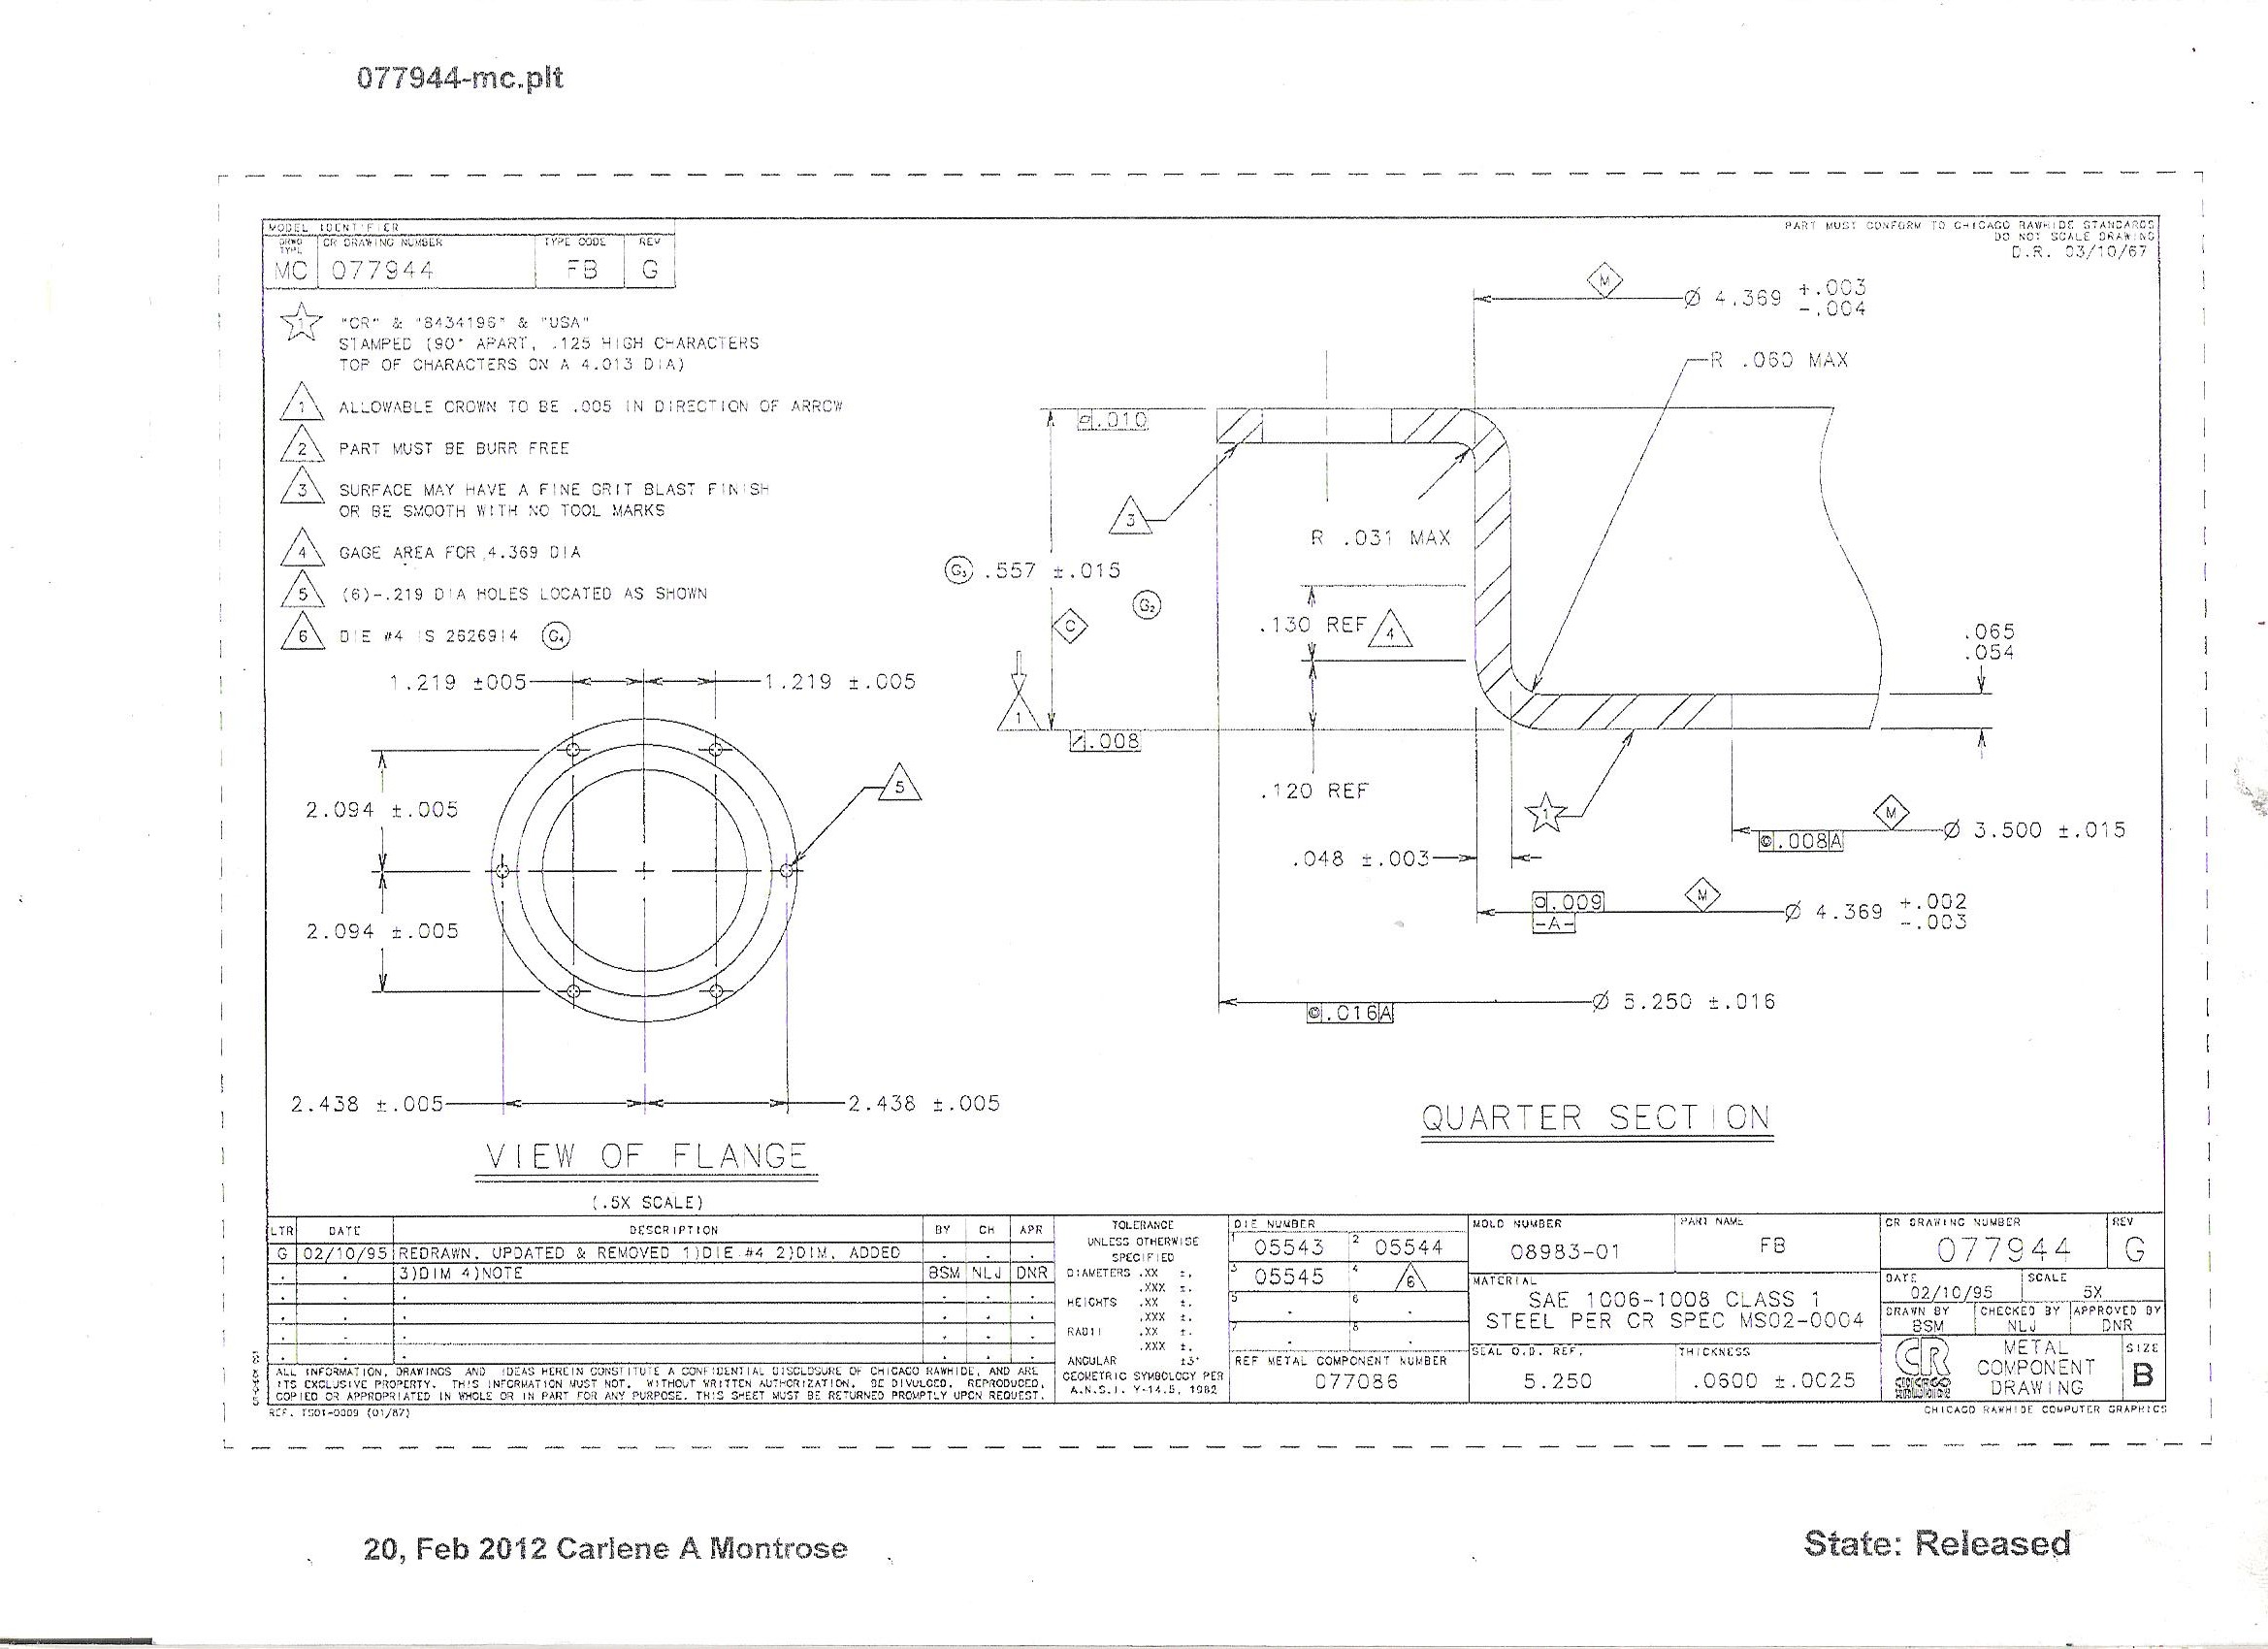 077944-mc.plt
MODEL IDENTIFIER
DRWG TYPE
CR DRAWING NUMBER
TYPE CODE
REV
MC
077944
FB
G
PART MUST CONFORM TO CHICAGO RAWHIDE STANDARDS
DO NOT SCALE DRAWING
D.R. 03/10/67
1 "CR" & "8434196" & "USA"
STAMPED (90° APART, .125 HIGH CHARACTERS
TOP OF CHARACTERS ON A 4.013 DIA)
1 ALLOWABLE CROWN TO BE .005 IN DIRECTION OF ARROW
2 PART MUST BE BURR FREE
3 SURFACE MAY HAVE A FINE GRIT BLAST FINISH
OR BE SMOOTH WITH NO TOOL MARKS
4 GAGE AREA FOR 4.369 DIA
5 (6)-.219 DIA HOLES LOCATED AS SHOWN
6 DIE #4 IS 2626914 G4
1.219 ±005
1.219 ±.005
2.094 ±.005
2.094 ±.005
5
2.438 ±.005
2.438 ±.005
VIEW OF FLANGE
(.5X SCALE)
M
Ø 4.369 +.003
-.004
R .060 MAX
.010
3
R .031 MAX
G3 .557 ±.015
G2
C
.130 REF 4
1
.008
.120 REF
.065
.054
1
M
.008 A
Ø 3.500 ±.015
.048 ±.003
.009
-A-
M
Ø 4.369 +.002
-.003
.016 A
Ø 5.250 ±.016
QUARTER SECTION
LTR DATE DESCRIPTION BY CH APR
G 02/10/95 REDRAWN, UPDATED & REMOVED 1)DIE #4 2)DIM, ADDED
3)DIM 4)NOTE BSM NLJ DNR
ALL INFORMATION, DRAWINGS AND IDEAS HEREIN CONSTITUTE A CONFIDENTIAL DISCLOSURE OF CHICAGO RAWHIDE, AND ARE
ITS EXCLUSIVE PROPERTY. THIS INFORMATION MUST NOT, WITHOUT WRITTEN AUTHORIZATION, BE DIVULGED, REPRODUCED,
COPIED OR APPROPRIATED IN WHOLE OR IN PART FOR ANY PURPOSE. THIS SHEET MUST BE RETURNED PROMPTLY UPON REQUEST.
REF. TS01-0009 (01/87)
TOLERANCE
UNLESS OTHERWISE
SPECIFIED
DIAMETERS .XX ±.
.XXX ±.
HEIGHTS .XX ±.
.XXX ±.
RADII .XX ±.
.XXX ±.
ANGULAR ±3°
GEOMETRIC SYMBOLOGY PER
A.N.S.I. Y-14.5, 1982
DIE NUMBER
1 05543
2 05544
3 05545
4 6
5
6
7
8
REF METAL COMPONENT NUMBER
077086
MOLD NUMBER
08983-01
PART NAME
FB
MATERIAL
SAE 1006-1008 CLASS 1
STEEL PER CR SPEC MS02-0004
SEAL O.D. REF.
5.250
THICKNESS
.0600 ±.0025
CR DRAWING NUMBER
077944
REV
G
DATE
02/10/95
SCALE
5X
DRAWN BY
BSM
CHECKED BY
NLJ
APPROVED BY
DNR
CR
CHICAGO
RAWHIDE
METAL
COMPONENT
DRAWING
SIZE
B
CHICAGO RAWHIDE COMPUTER GRAPHICS
20, Feb 2012 Carlene A Montrose
State: Released